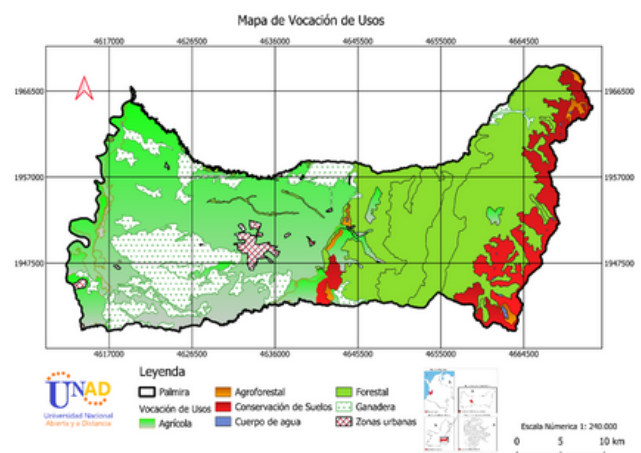 Mapa de Vocación de Usos
4617000 4626500 4636000 4645500 4655000 4664500
1966500 1966500
1957000 1957000
1947500 1947500
4617000 4626500 4636000 4645500 4655000 4664500
Leyenda
Palmira
Vocación de Usos
Agrícola
Agroforestal
Conservación de Suelos
Cuerpo de agua
Forestal
Ganadera
Zonas urbanas
UNAD
Universidad Nacional
Abierta y a Distancia
Escala Númerica 1: 240.000
0 5 10 km